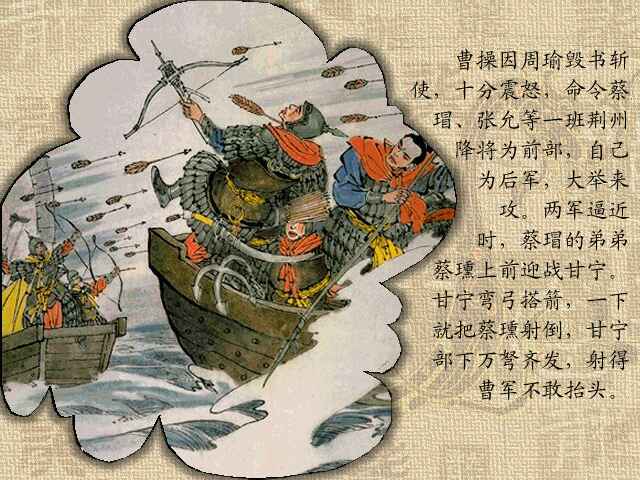 曹操因周瑜毁书斩
使，十分震怒，命令蔡
瑁、张允等一班荆州
降将为前部，自己
为后军，大举来
攻。两军逼近
时，蔡瑁的弟弟
蔡壎上前迎战甘宁。
甘宁弯弓搭箭，一下
就把蔡壎射倒，甘宁
部下万弩齐发，射得
曹军不敢抬头。